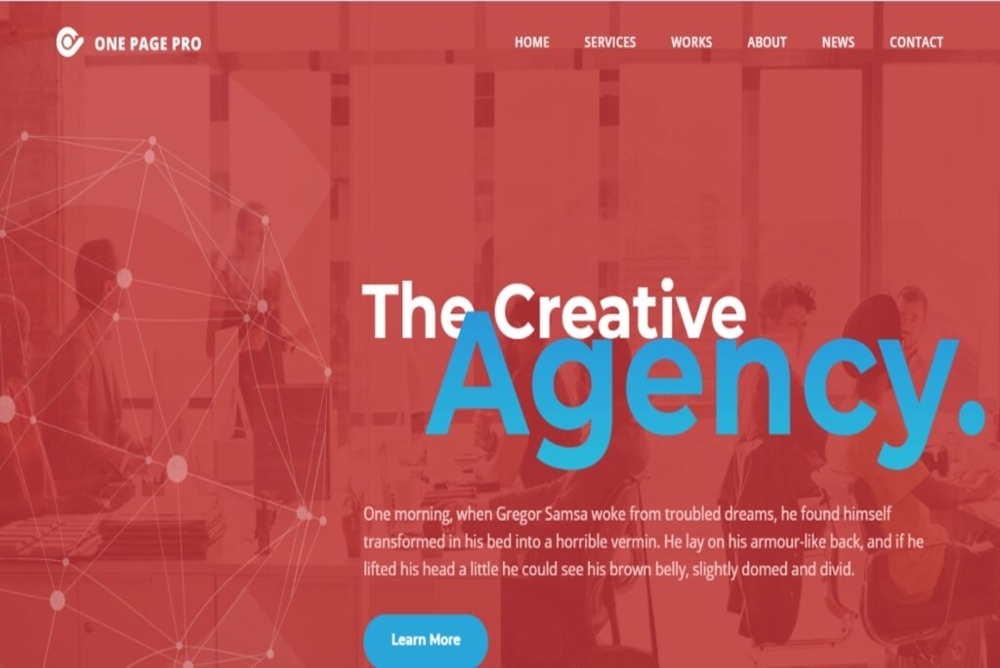 ONE PAGE PRO
HOME SERVICES WORKS ABOUT NEWS CONTACT
The Creative
Agency.
One morning, when Gregor Samsa woke from troubled dreams, he found himself
transformed in his bed into a horrible vermin. He lay on his armour-like back, and if he
lifted his head a little he could see his brown belly, slightly domed and divid.
Learn More